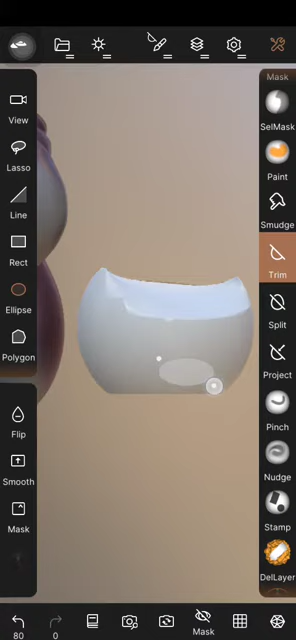 View
Lasso
Line
Rect
Ellipse
Polygon
Flip
Smooth
Mask
Mask
SelMask
Paint
Smudge
Trim
Split
Project
Pinch
Nudge
Stamp
DelLayer
80
0
Mask